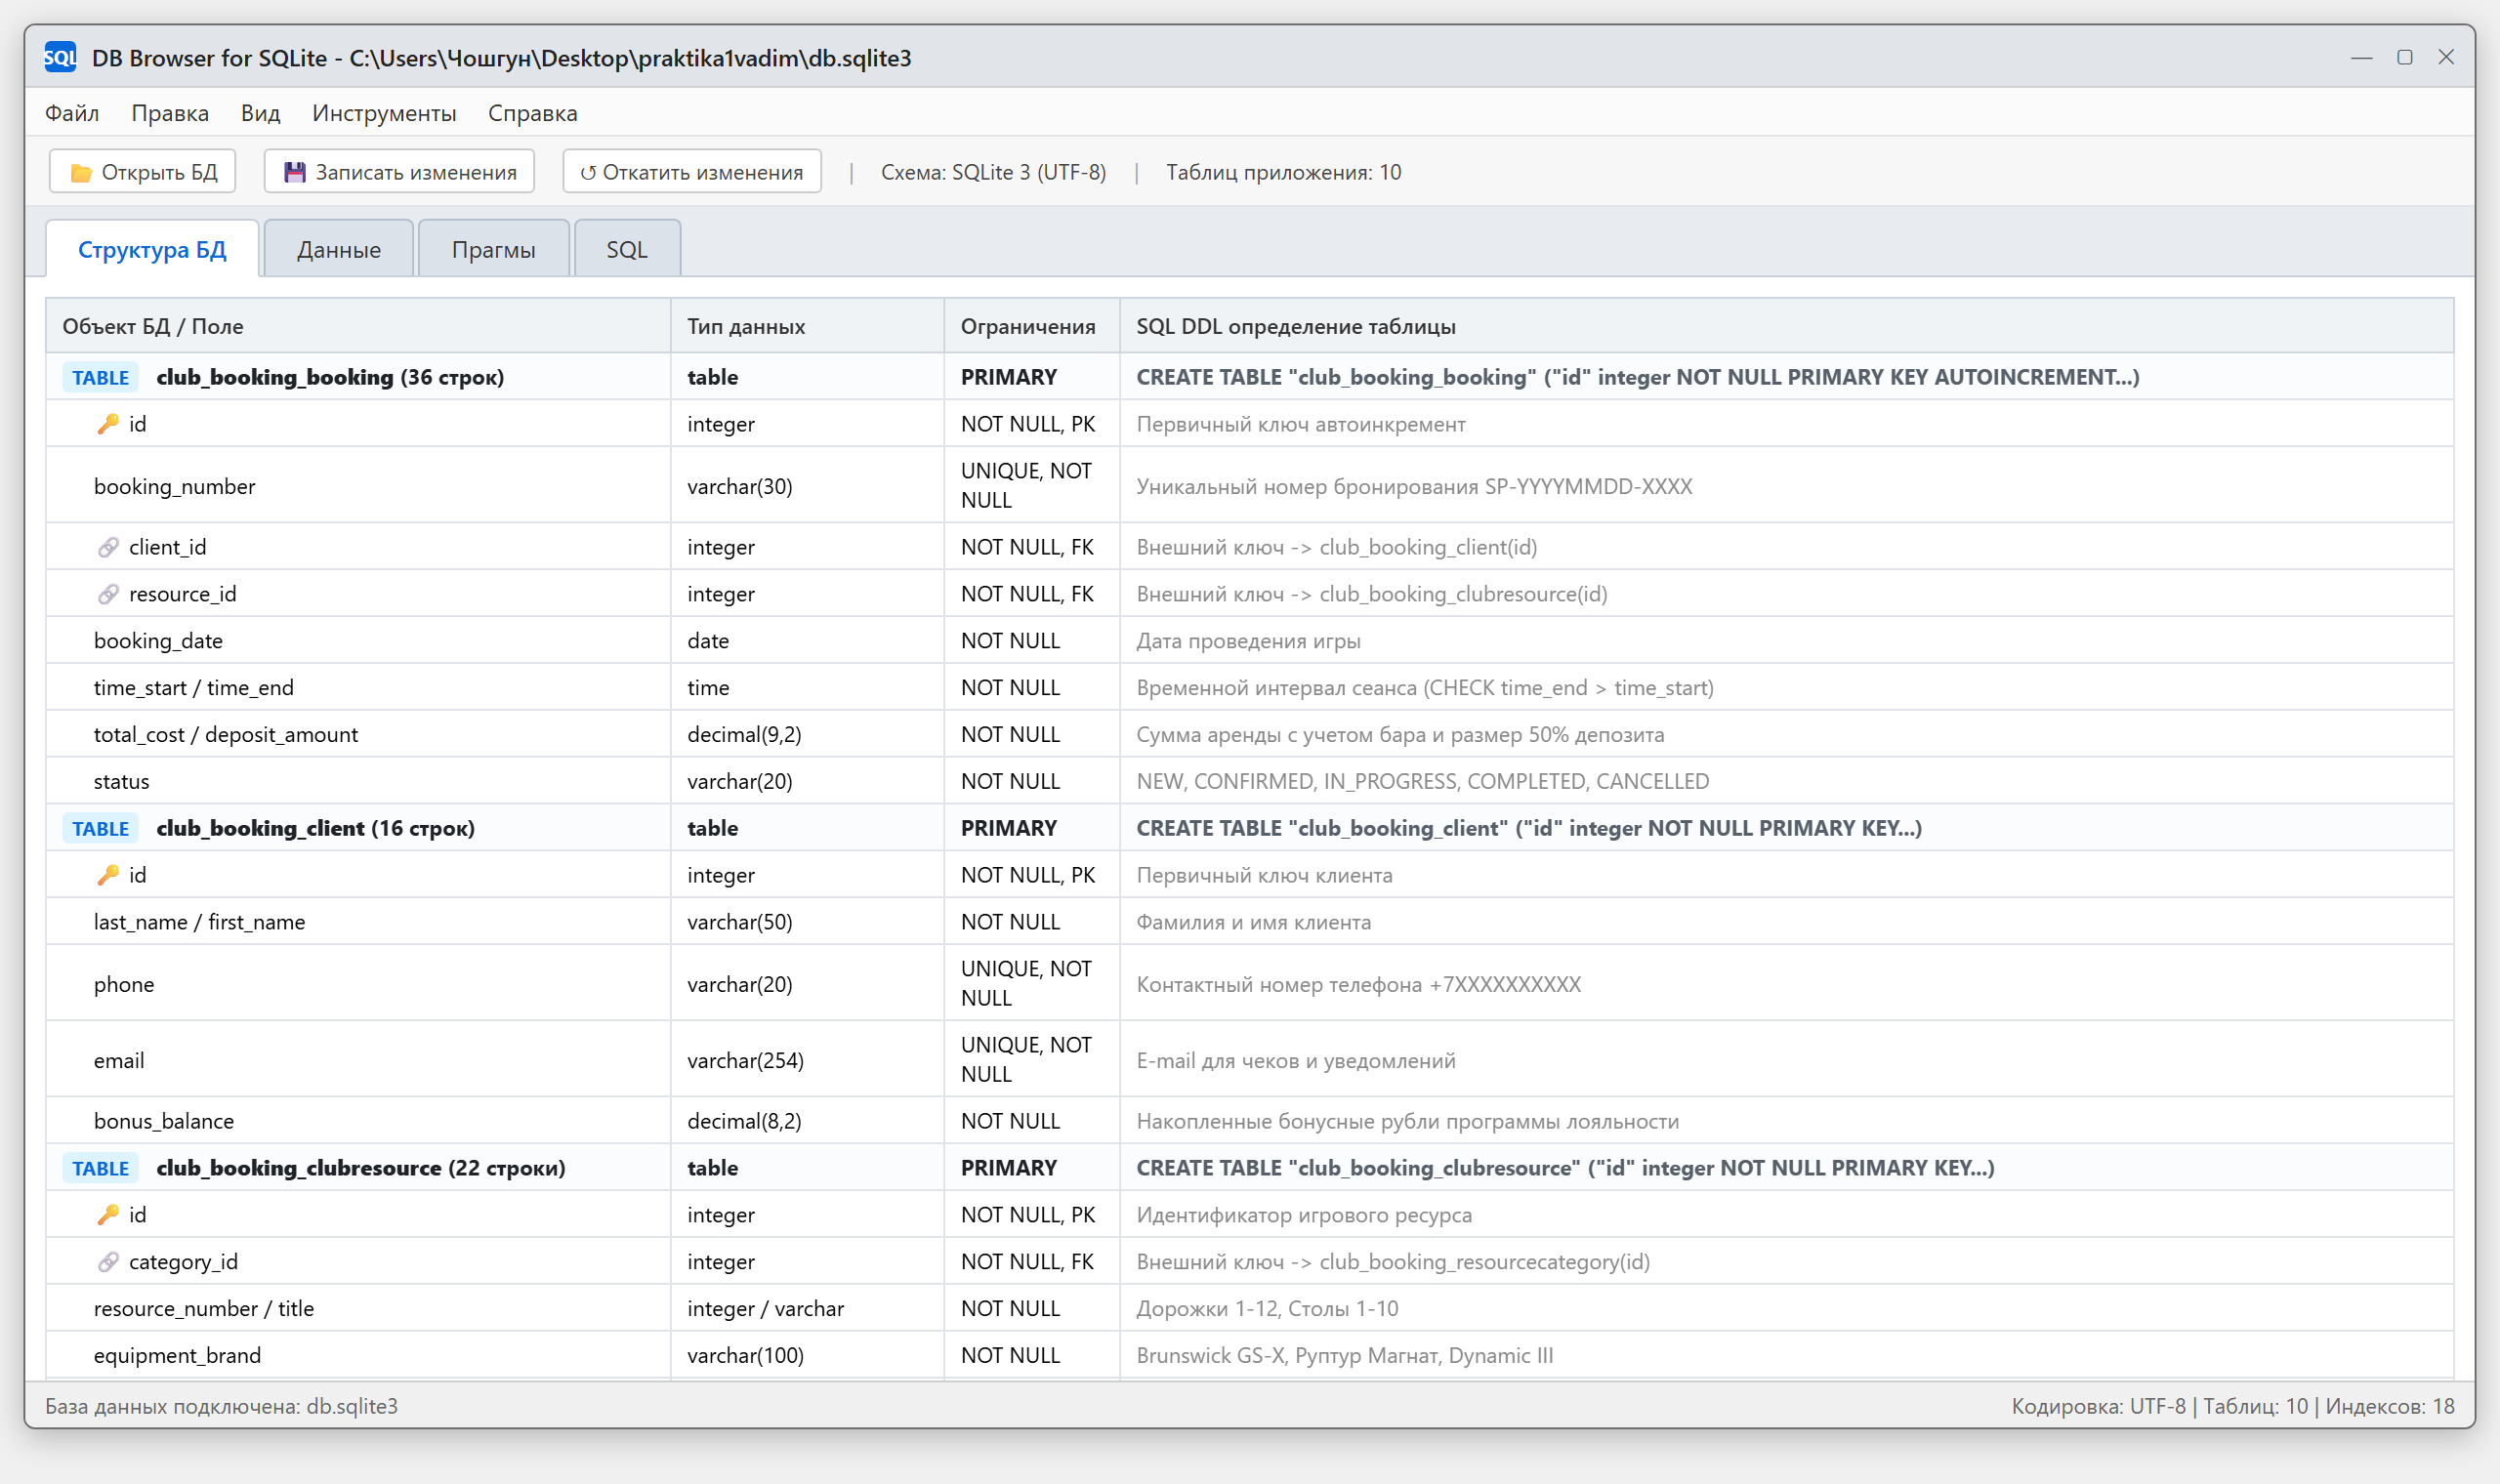 SQL DB Browser for SQLite - C:\Users\Чошгун\Desktop\praktika1vadim\db.sqlite3
Файл Правка Вид Инструменты Справка
Открыть БД Записать изменения ↺ Откатить изменения | Схема: SQLite 3 (UTF-8) | Таблиц приложения: 10
Структура БД Данные Прагмы SQL
Объект БД / Поле Тип данных Ограничения SQL DDL определение таблицы
TABLE club_booking_booking (36 строк) table PRIMARY CREATE TABLE "club_booking_booking" ("id" integer NOT NULL PRIMARY KEY AUTOINCREMENT...)
id integer NOT NULL, PK Первичный ключ автоинкремент
booking_number varchar(30) UNIQUE, NOT NULL Уникальный номер бронирования SP-YYYYMMDD-XXXX
client_id integer NOT NULL, FK Внешний ключ -> club_booking_client(id)
resource_id integer NOT NULL, FK Внешний ключ -> club_booking_clubresource(id)
booking_date date NOT NULL Дата проведения игры
time_start / time_end time NOT NULL Временной интервал сеанса (CHECK time_end > time_start)
total_cost / deposit_amount decimal(9,2) NOT NULL Сумма аренды с учетом бара и размер 50% депозита
status varchar(20) NOT NULL NEW, CONFIRMED, IN_PROGRESS, COMPLETED, CANCELLED
TABLE club_booking_client (16 строк) table PRIMARY CREATE TABLE "club_booking_client" ("id" integer NOT NULL PRIMARY KEY...)
id integer NOT NULL, PK Первичный ключ клиента
last_name / first_name varchar(50) NOT NULL Фамилия и имя клиента
phone varchar(20) UNIQUE, NOT NULL Контактный номер телефона +7XXXXXXXXXX
email varchar(254) UNIQUE, NOT NULL E-mail для чеков и уведомлений
bonus_balance decimal(8,2) NOT NULL Накопленные бонусные рубли программы лояльности
TABLE club_booking_clubresource (22 строки) table PRIMARY CREATE TABLE "club_booking_clubresource" ("id" integer NOT NULL PRIMARY KEY...)
id integer NOT NULL, PK Идентификатор игрового ресурса
category_id integer NOT NULL, FK Внешний ключ -> club_booking_resourcecategory(id)
resource_number / title integer / varchar NOT NULL Дорожки 1-12, Столы 1-10
equipment_brand varchar(100) NOT NULL Brunswick GS-X, Руптур Магнат, Dynamic III
База данных подключена: db.sqlite3 Кодировка: UTF-8 | Таблиц: 10 | Индексов: 18